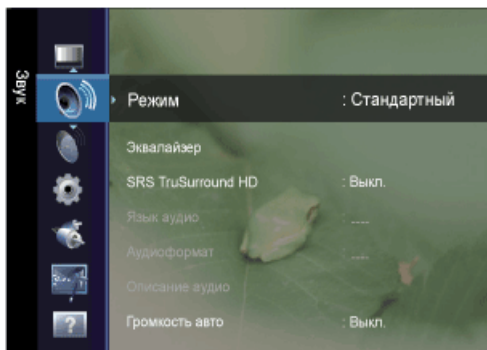 Звук
Режим : Стандартный
Эквалайзер
SRS TruSurround HD : Выкл.
Язык аудио : ----
Аудиоформат : ----
Описание аудио
Громкость авто : Выкл.
?